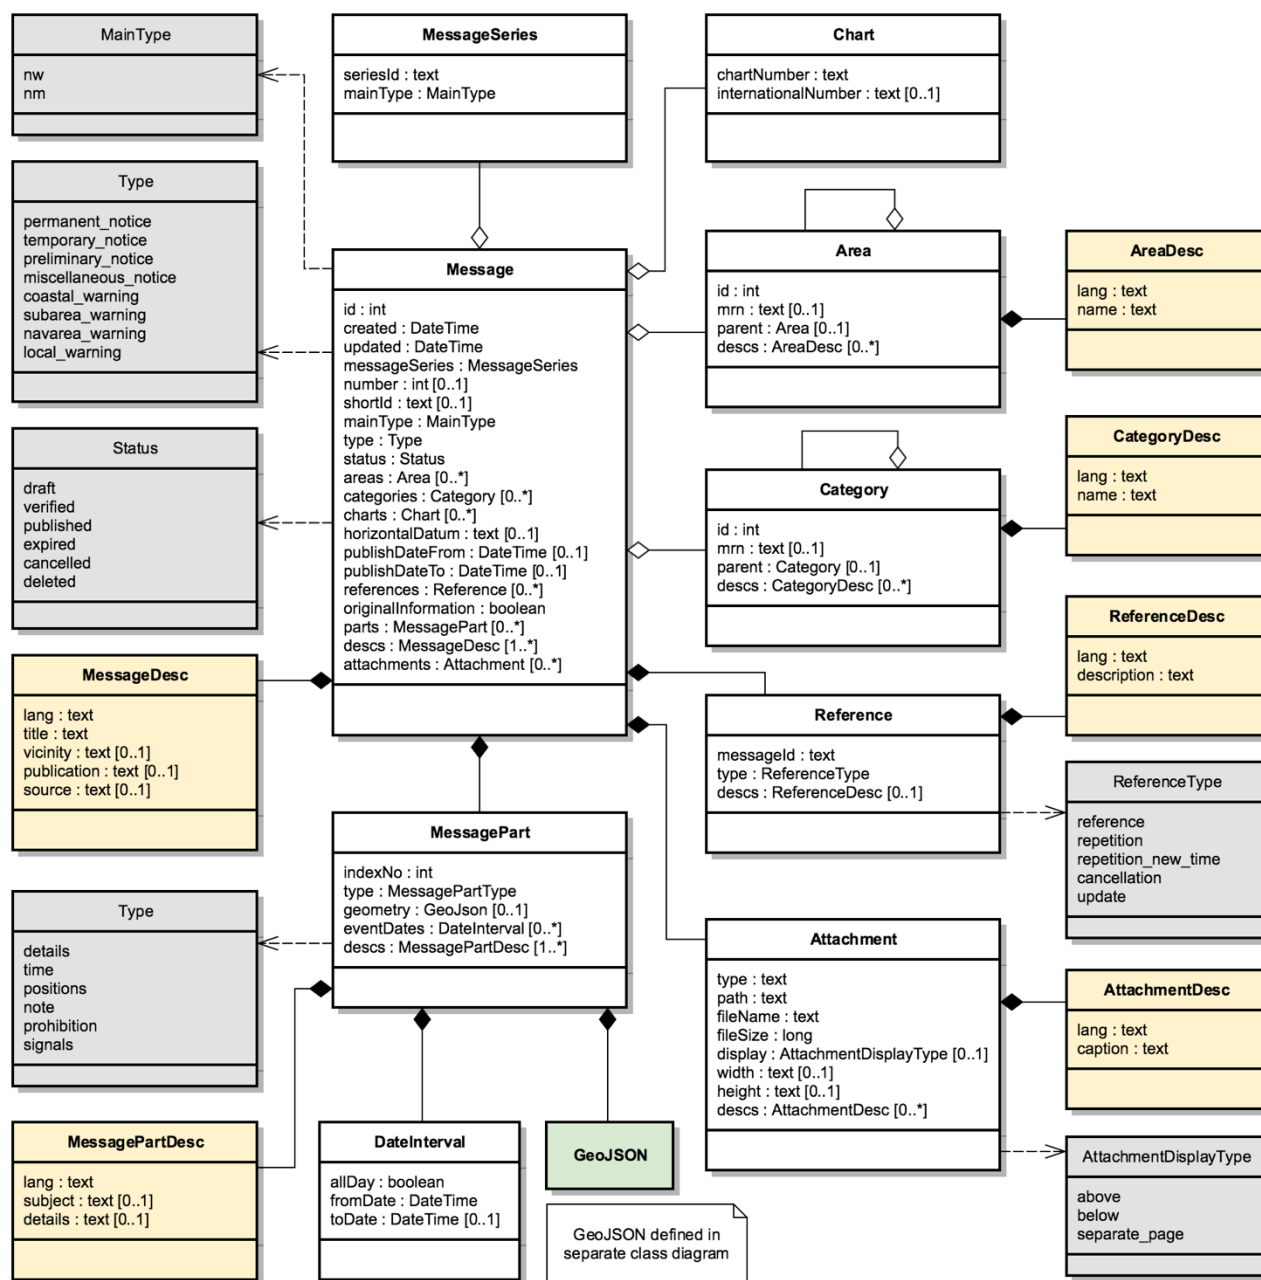 MainType
nw
nm
MessageSeries
seriesId : text
mainType : MainType
Chart
chartNumber : text
internationalNumber : text [0..1]
Type
permanent_notice
temporary_notice
preliminary_notice
miscellaneous_notice
coastal_warning
subarea_warning
navarea_warning
local_warning
Message
id : int
created : DateTime
updated : DateTime
messageSeries : MessageSeries
number : int [0..1]
shortId : text [0..1]
mainType : MainType
type : Type
status : Status
areas : Area [0..*]
categories : Category [0..*]
charts : Chart [0..*]
horizontalDatum : text [0..1]
publishDateFrom : DateTime [0..1]
publishDateTo : DateTime [0..1]
references : Reference [0..*]
originalInformation : boolean
parts : MessagePart [0..*]
descs : MessageDesc [1..*]
attachments : Attachment [0..*]
Area
id : int
mrn : text [0..1]
parent : Area [0..1]
descs : AreaDesc [0..*]
AreaDesc
lang : text
name : text
Status
draft
verified
published
expired
cancelled
deleted
Category
id : int
mrn : text [0..1]
parent : Category [0..1]
descs : CategoryDesc [0..*]
CategoryDesc
lang : text
name : text
MessageDesc
lang : text
title : text
vicinity : text [0..1]
publication : text [0..1]
source : text [0..1]
Reference
messageId : text
type : ReferenceType
descs : ReferenceDesc [0..1]
ReferenceDesc
lang : text
description : text
ReferenceType
reference
repetition
repetition_new_time
cancellation
update
MessagePart
indexNo : int
type : MessagePartType
geometry : GeoJson [0..1]
eventDates : DateInterval [0..*]
descs : MessagePartDesc [1..*]
Type
details
time
positions
note
prohibition
signals
Attachment
type : text
path : text
fileName : text
fileSize : long
display : AttachmentDisplayType [0..1]
width : text [0..1]
height : text [0..1]
descs : AttachmentDesc [0..*]
AttachmentDesc
lang : text
caption : text
MessagePartDesc
lang : text
subject : text [0..1]
details : text [0..1]
DateInterval
allDay : boolean
fromDate : DateTime
toDate : DateTime [0..1]
GeoJSON
GeoJSON defined in
separate class diagram
AttachmentDisplayType
above
below
separate_page